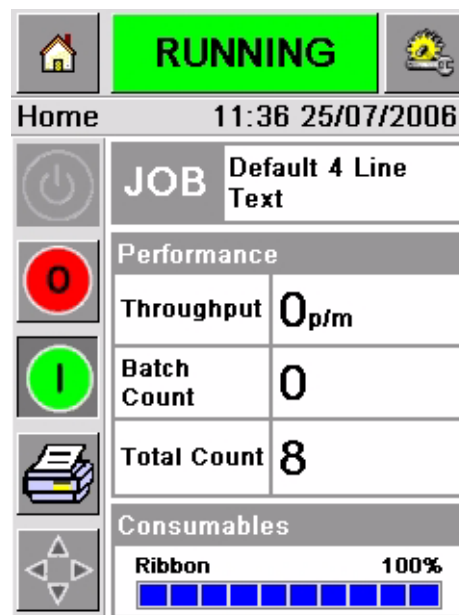 RUNNING
Home 11:36 25/07/2006
JOB
Default 4 Line
Text
Performance
0
Throughput 0p/m
I
Batch
Count
0
Total Count 8
Consumables
Ribbon 100%